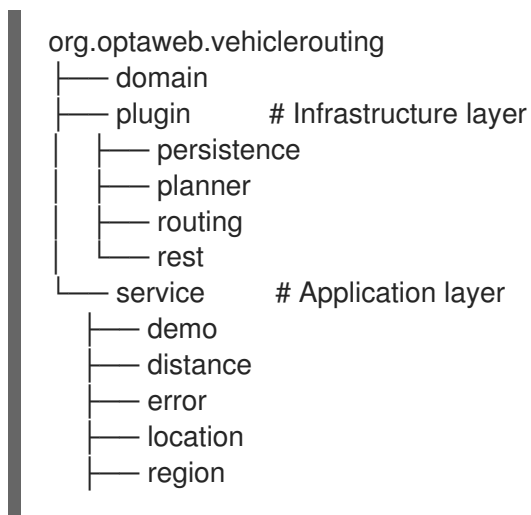 org.optaweb.vehiclerouting
├── domain
├── plugin # Infrastructure layer
│ ├── persistence
│ ├── planner
│ ├── routing
│ └── rest
└── service # Application layer
├── demo
├── distance
├── error
├── location
├── region